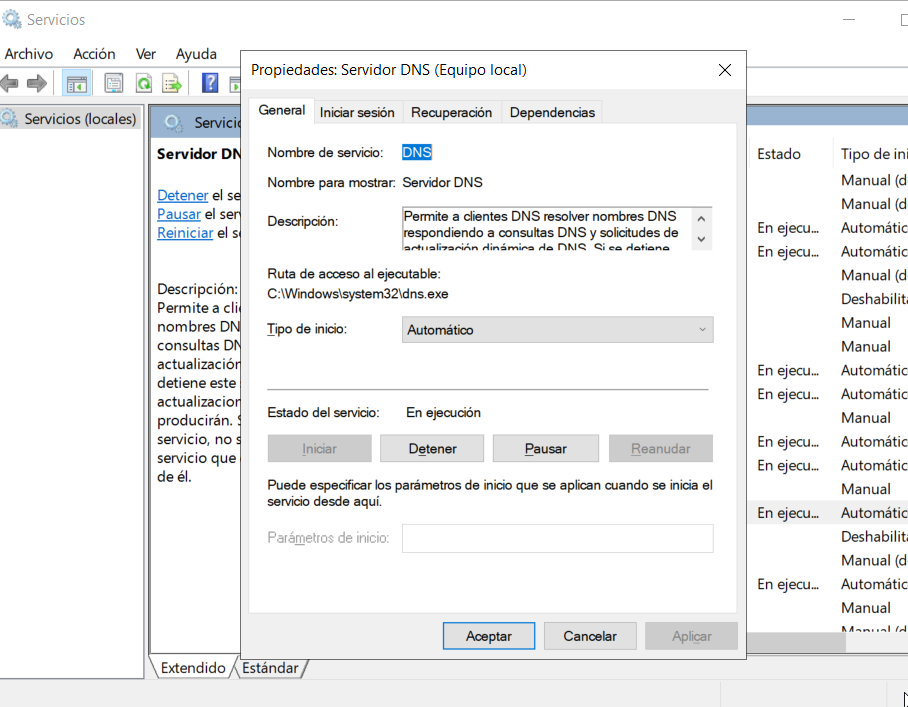 Servicios
Archivo Acción Ver Ayuda
Servicios (locales)
Servicios
Servidor DNS
Detener el
Pausar el
Reiniciar el
Descripción:
Permite a
nombres DN
consultas DN
actualización
detiene este
actualizacion
producirán.
servicio, no
servicio que
de él.
Extendido Estándar
Propiedades: Servidor DNS (Equipo local)
General Iniciar sesión Recuperación Dependencias
Nombre de servicio: DNS
Nombre para mostrar: Servidor DNS
Descripción: Permite a clientes DNS resolver nombres DNS
respondiendo a consultas DNS y solicitudes de
actualización dinámica de DNS. Si se detiene
Ruta de acceso al ejecutable:
C:\Windows\system32\dns.exe
Tipo de inicio: Automático
Estado del servicio: En ejecución
Iniciar Detener Pausar Reanudar
Puede especificar los parámetros de inicio que se aplican cuando se inicia el
servicio desde aquí.
Parámetros de inicio:
Aceptar Cancelar Aplicar
Estado Tipo de ini
Manual (d
Manual (d
En ejecu... Automátic
En ejecu... Automátic
Manual (d
Deshabilit
Manual
Manual
En ejecu... Automátic
En ejecu... Automátic
Manual
En ejecu... Automátic
En ejecu... Automátic
Manual
En ejecu... Automátic
Deshabilit
Manual (d
En ejecu... Automátic
Manual
Manual (d